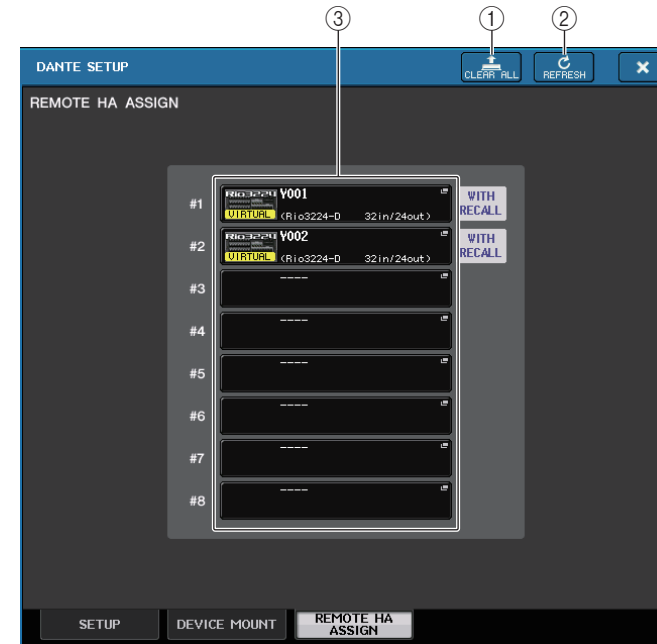 ③ ① ②
DANTE SETUP CLEAR ALL REFRESH ×
REMOTE HA ASSIGN
#1 Rio3224 VIRTUAL Y001 (Rio3224-D 32in/24out) WITH RECALL
#2 Rio3224 VIRTUAL Y002 (Rio3224-D 32in/24out) WITH RECALL
#3 ----
#4 ----
#5 ----
#6 ----
#7 ----
#8 ----
SETUP DEVICE MOUNT REMOTE HA ASSIGN